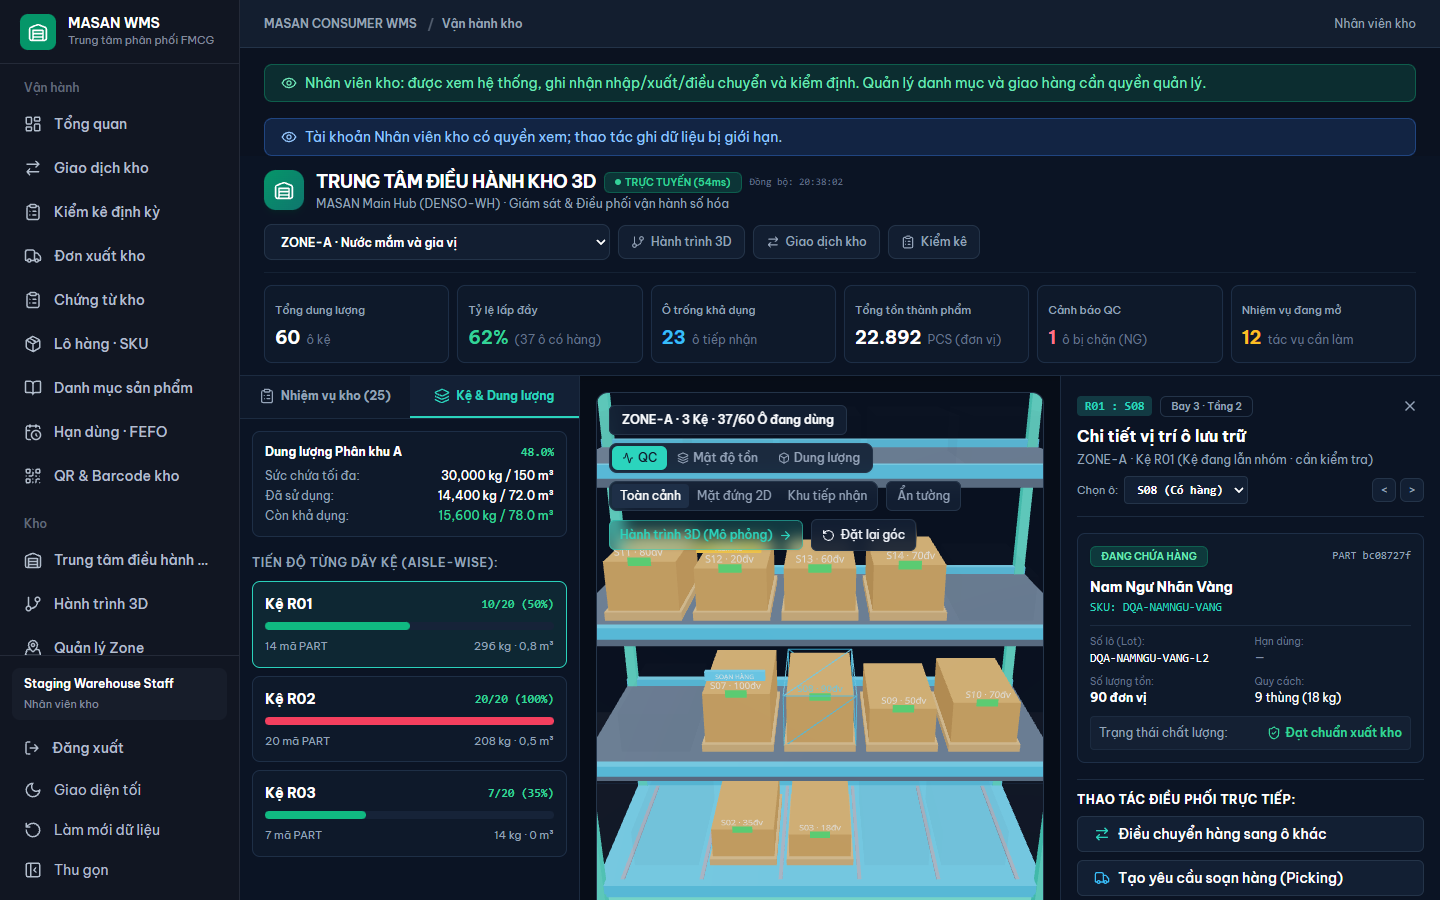 MASAN WMS
Trung tâm phân phối FMCG
Vận hành
Tổng quan
Giao dịch kho
Kiểm kê định kỳ
Đơn xuất kho
Chứng từ kho
Lô hàng · SKU
Danh mục sản phẩm
Hạn dùng · FEFO
QR & Barcode kho
Kho
Trung tâm điều hành ...
Hành trình 3D
Quản lý Zone
Staging Warehouse Staff
Nhân viên kho
Đăng xuất
Giao diện tối
Làm mới dữ liệu
Thu gọn
MASAN CONSUMER WMS / Vận hành kho
Nhân viên kho
Nhân viên kho: được xem hệ thống, ghi nhận nhập/xuất/điều chuyển và kiểm định. Quản lý danh mục và giao hàng cần quyền quản lý.
Tài khoản Nhân viên kho có quyền xem; thao tác ghi dữ liệu bị giới hạn.
TRUNG TÂM ĐIỀU HÀNH KHO 3D
TRỰC TUYẾN (54ms)
Đồng bộ: 20:38:02
MASAN Main Hub (DENSO-WH) · Giám sát & Điều phối vận hành số hóa
ZONE-A · Nước mắm và gia vị
Hành trình 3D
Giao dịch kho
Kiểm kê
Tổng dung lượng
60 ô kệ
Tỷ lệ lấp đầy
62% (37 ô có hàng)
Ô trống khả dụng
23 ô tiếp nhận
Tổng tồn thành phẩm
22.892 PCS (đơn vị)
Cảnh báo QC
1 ô bị chặn (NG)
Nhiệm vụ đang mở
12 tác vụ cần làm
Nhiệm vụ kho (25)
Kệ & Dung lượng
Dung lượng Phân khu A
48.0%
Sức chứa tối đa:
30,000 kg / 150 m³
Đã sử dụng:
14,400 kg / 72.0 m³
Còn khả dụng:
15,600 kg / 78.0 m³
TIẾN ĐỘ TỪNG DÃY KỆ (AISLE-WISE):
Kệ R01
10/20 (50%)
14 mã PART
296 kg · 0,8 m³
Kệ R02
20/20 (100%)
20 mã PART
208 kg · 0,5 m³
Kệ R03
7/20 (35%)
7 mã PART
14 kg · 0 m³
ZONE-A · 3 Kệ · 37/60 Ô đang dùng
QC
Mật độ tồn
Dung lượng
Toàn cảnh
Mặt đứng 2D
Khu tiếp nhận
Ẩn tường
Hành trình 3D (Mô phỏng) →
Đặt lại góc
S11 · 60đv
S12 · 20đv
S13 · 60đv
S14 · 70đv
SOẠN HÀNG
S07 · 100đv
S09 · 50đv
S10 · 70đv
S02 · 35đv
S03 · 18đv
R01 : S08
Bay 3 · Tầng 2
Chi tiết vị trí ô lưu trữ
ZONE-A · Kệ R01 (Kệ đang lẫn nhóm · cần kiểm tra)
Chọn ô:
S08 (Có hàng)
<
>
ĐANG CHỨA HÀNG
PART bc08727f
Nam Ngư Nhãn Vàng
SKU: DQA-NAMNGU-VANG
Số lô (Lot):
Hạn dùng:
DQA-NAMNGU-VANG-L2
—
Số lượng tồn:
Quy cách:
90 đơn vị
9 thùng (18 kg)
Trạng thái chất lượng:
Đạt chuẩn xuất kho
THAO TÁC ĐIỀU PHỐI TRỰC TIẾP:
Điều chuyển hàng sang ô khác
Tạo yêu cầu soạn hàng (Picking)